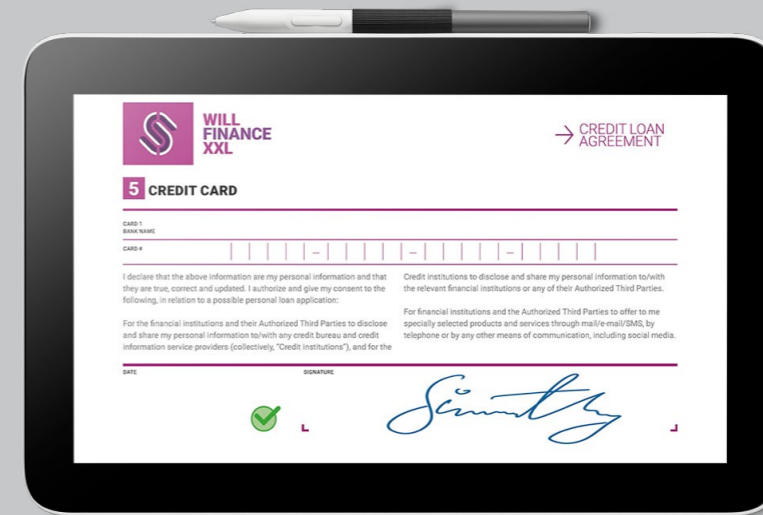 WILL
FINANCE
XXL
CREDIT LOAN
AGREEMENT
5 CREDIT CARD
CARD 1
BANK NAME
CARD #
I declare that the above information are my personal information and that
they are true, correct and updated. I authorize and give my consent to the
following, in relation to a possible personal loan application:
For the financial institutions and their Authorized Third Parties to disclose
and share my personal information to/with any credit bureau and credit
information service providers (collectively, "Credit institutions"), and for the
Credit institutions to disclose and share my personal information to/with
the relevant financial institutions or any of their Authorized Third Parties.
For financial institutions and the Authorized Third Parties to offer to me
specially selected products and services through mail/e-mail/SMS, by
telephone or by any other means of communication, including social media.
DATE
SIGNATURE